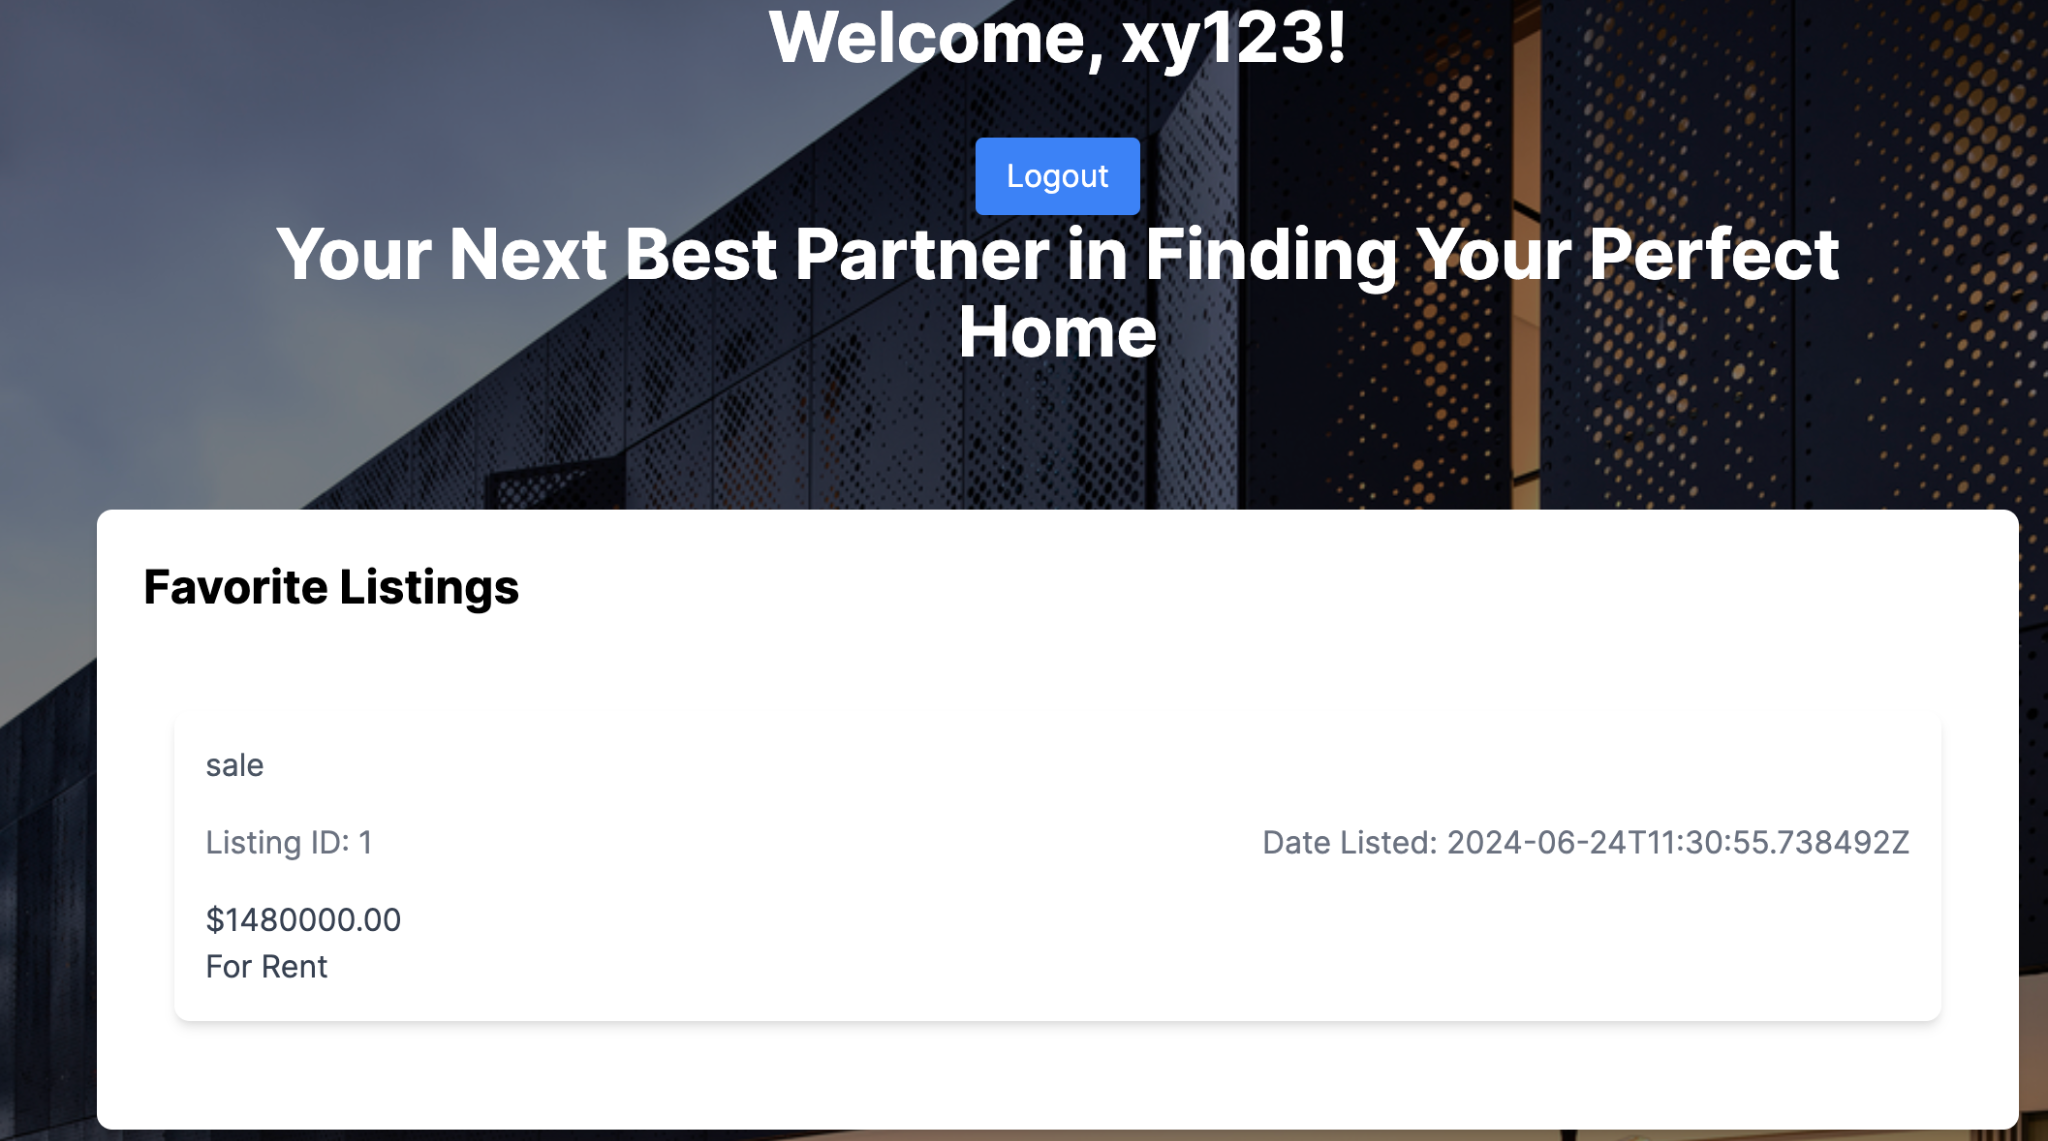 Welcome, xy123!
Logout
Your Next Best Partner in Finding Your Perfect
Home
Favorite Listings
sale
Listing ID: 1
Date Listed: 2024-06-24T11:30:55.738492Z
$1480000.00
For Rent